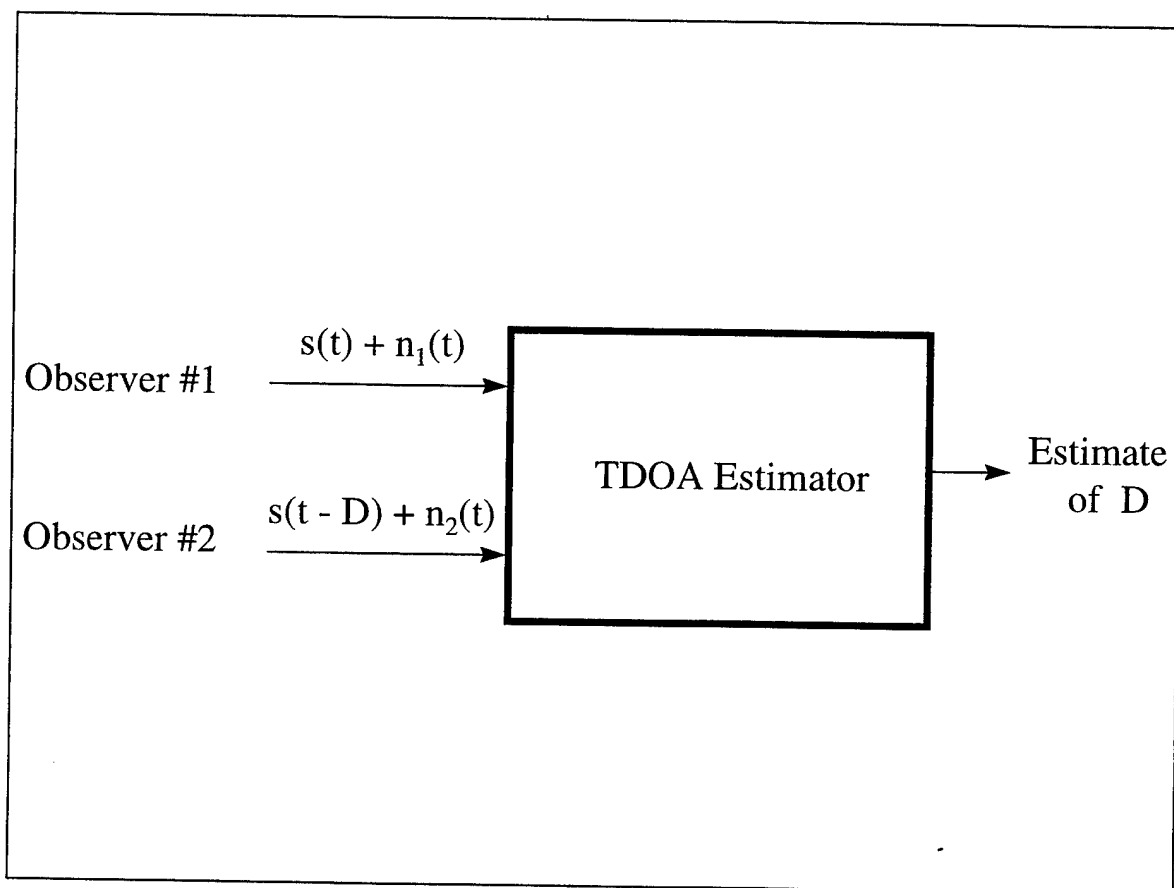 s(t) + n₁(t)
Observer #1
TDOA Estimator
Estimate
of D
s(t - D) + n₂(t)
Observer #2